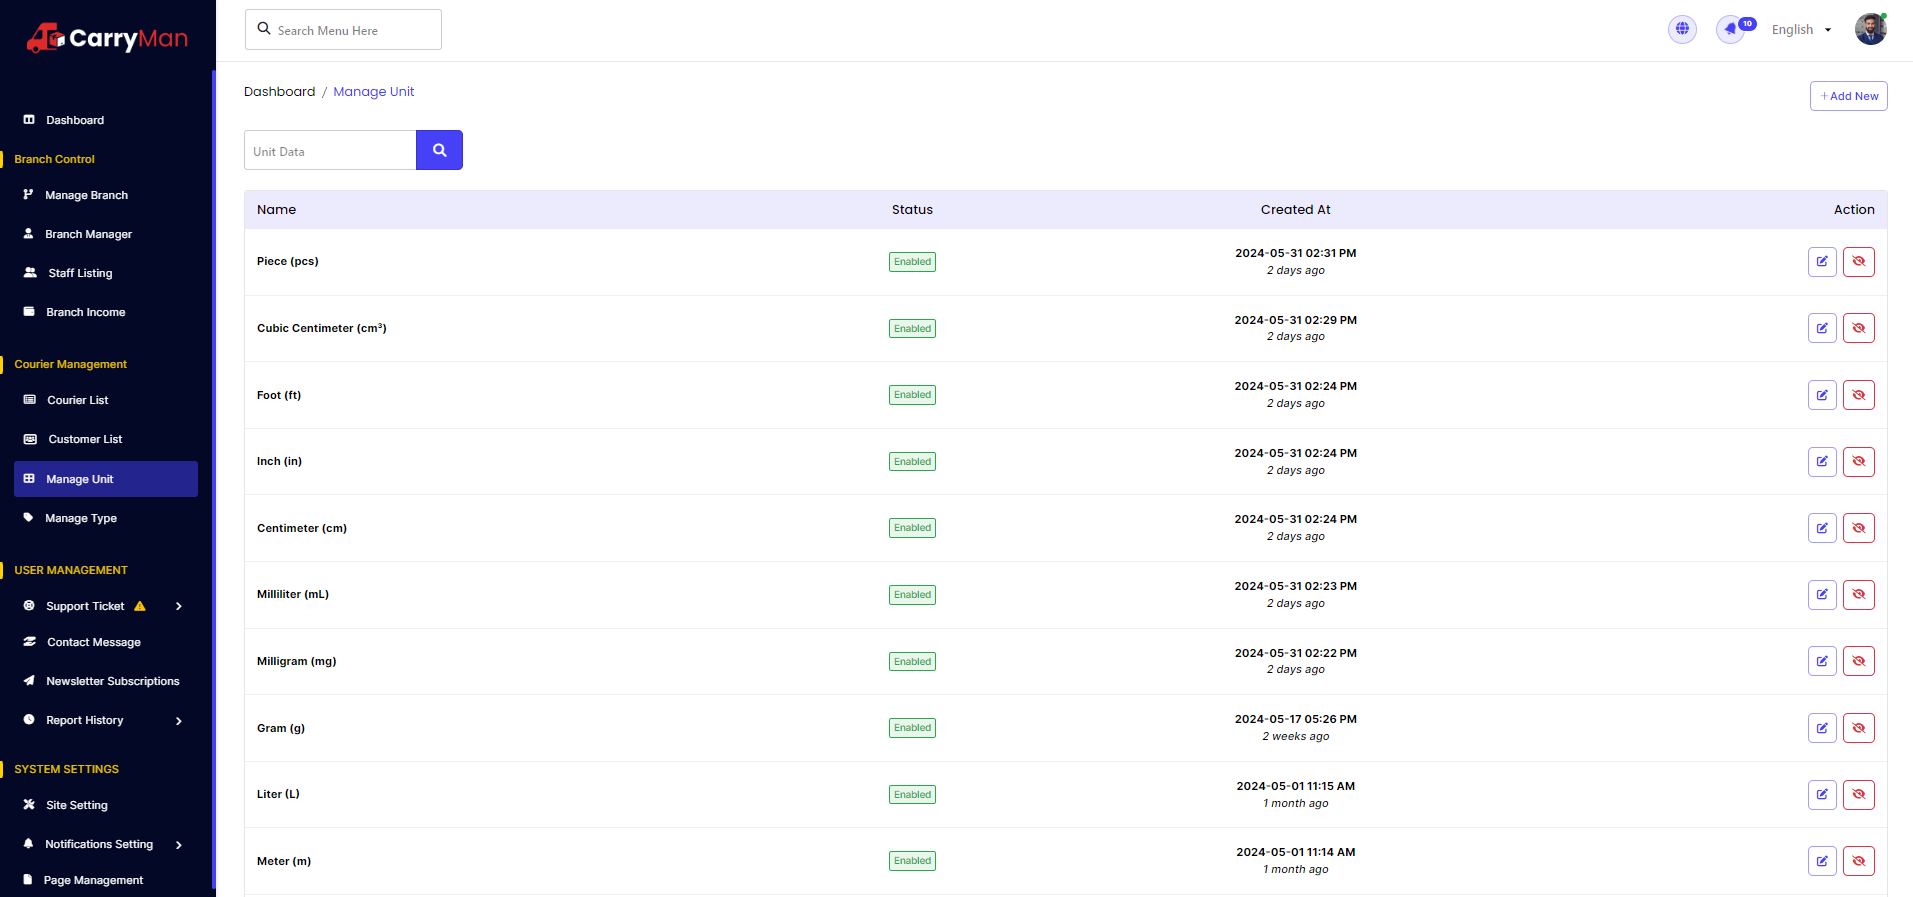 CarryMan
Search Menu Here
10
English
Dashboard
Branch Control
Manage Branch
Branch Manager
Staff Listing
Branch Income
Courier Management
Courier List
Customer List
Manage Unit
Manage Type
USER MANAGEMENT
Support Ticket
Contact Message
Newsletter Subscriptions
Report History
SYSTEM SETTINGS
Site Setting
Notifications Setting
Page Management
Dashboard / Manage Unit
+Add New
Unit Data
Name Status Created At Action
Piece (pcs) Enabled 2024-05-31 02:31 PM
2 days ago
Cubic Centimeter (cm³) Enabled 2024-05-31 02:29 PM
2 days ago
Foot (ft) Enabled 2024-05-31 02:24 PM
2 days ago
Inch (in) Enabled 2024-05-31 02:24 PM
2 days ago
Centimeter (cm) Enabled 2024-05-31 02:24 PM
2 days ago
Milliliter (mL) Enabled 2024-05-31 02:23 PM
2 days ago
Milligram (mg) Enabled 2024-05-31 02:22 PM
2 days ago
Gram (g) Enabled 2024-05-17 05:26 PM
2 weeks ago
Liter (L) Enabled 2024-05-01 11:15 AM
1 month ago
Meter (m) Enabled 2024-05-01 11:14 AM
1 month ago